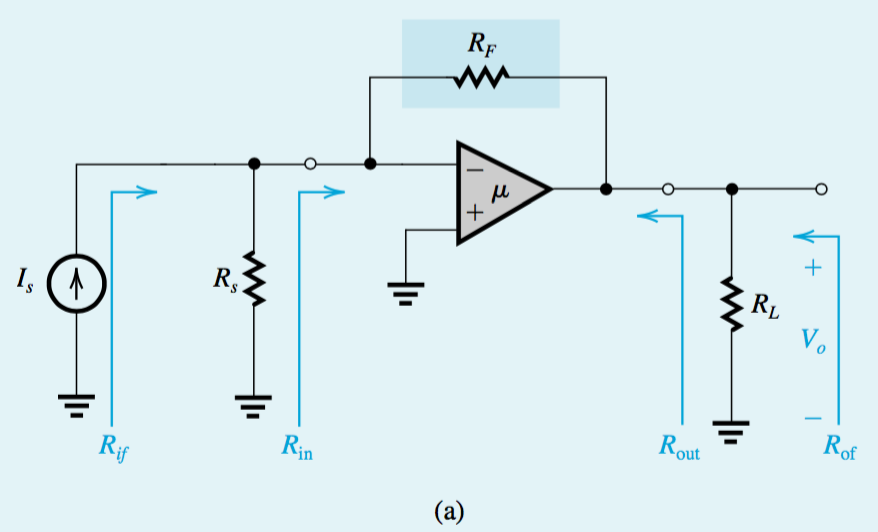 R_F
−
μ
+
I_s
R_s
R_L
+
V_o
−
R_if
R_in
R_out
R_of
(a)